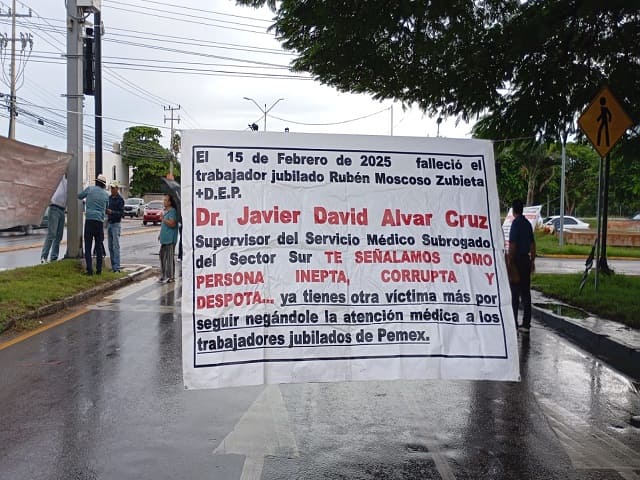 El 15 de Febrero de 2025 falleció el
trabajador jubilado Rubén Moscoso Zubieta
+D.E.P.
Dr. Javier David Alvar Cruz
Supervisor del Servicio Médico Subrogado
del Sector Sur TE SEÑALAMOS COMO
PERSONA INEPTA, CORRUPTA Y
DESPOTA... ya tienes otra víctima más por
seguir negándole la atención médica a los
trabajadores jubilados de Pemex.